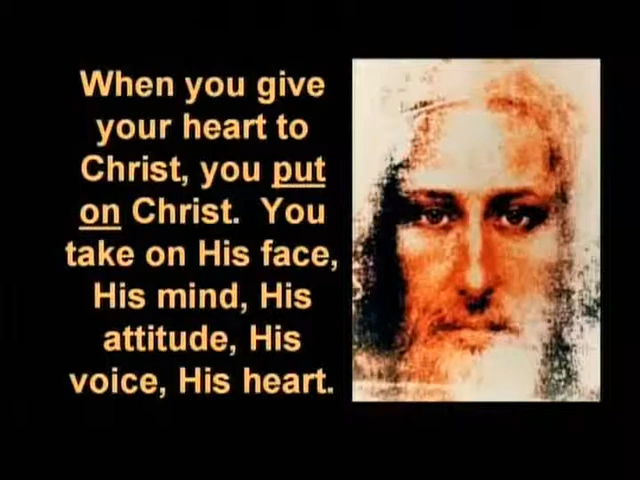 When you give
your heart to
Christ, you put
on Christ.  You
take on His face,
His mind, His
attitude, His
voice, His heart.